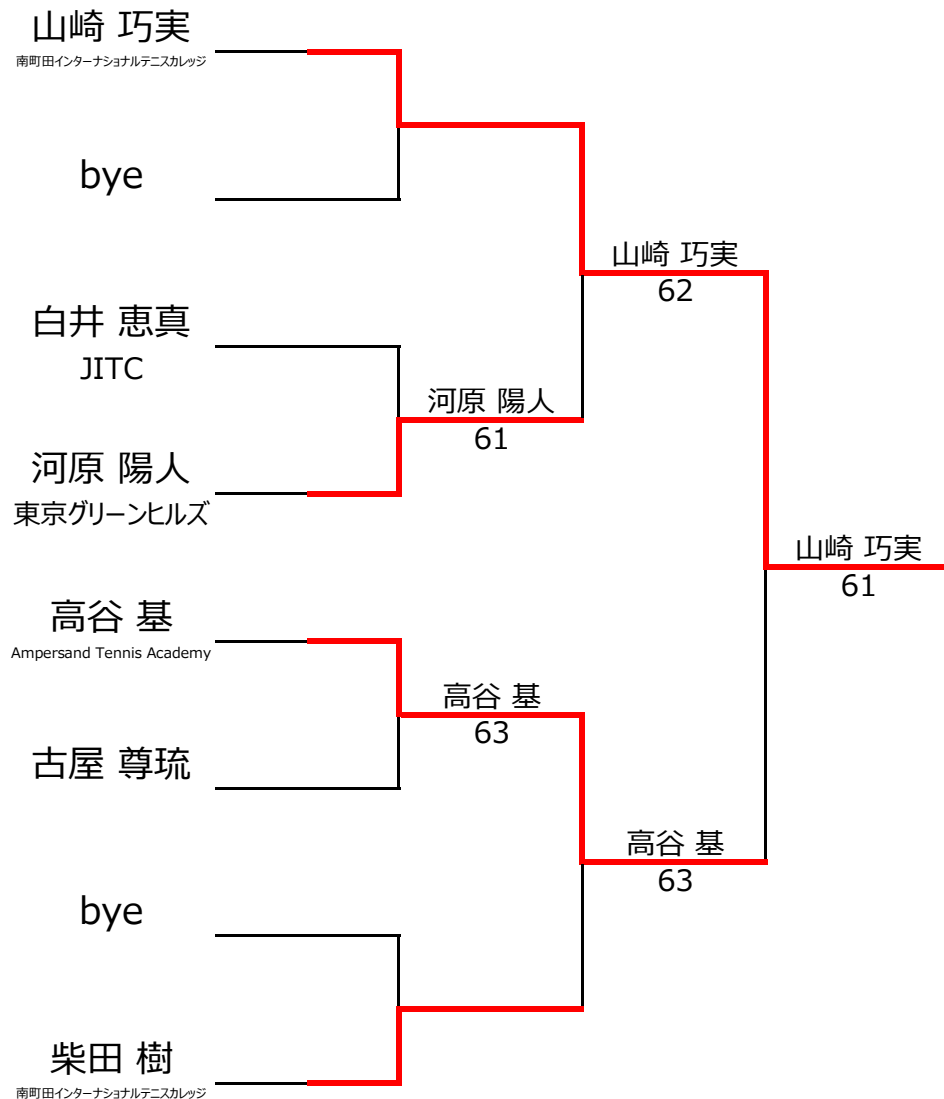 山崎 巧実
南町田インターナショナルテニスカレッジ
bye
白井 恵真
JITC
河原 陽人
東京グリーンヒルズ
高谷 基
Ampersand Tennis Academy
古屋 尊琉
bye
柴田 樹
南町田インターナショナルテニスカレッジ
河原 陽人
61
高谷 基
63
山崎 巧実
62
高谷 基
63
山崎 巧実
61